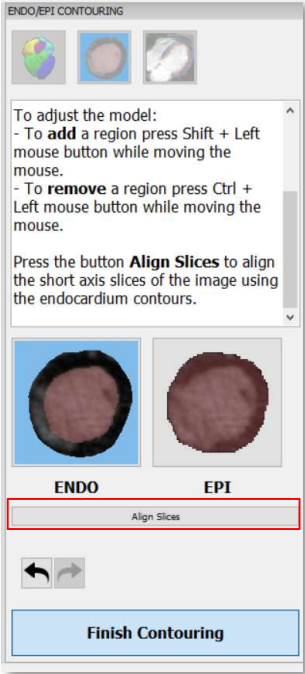 ENDO/EPI CONTOURING
To adjust the model:
- To add a region press Shift + Left
mouse button while moving the
mouse.
- To remove a region press Ctrl +
Left mouse button while moving the
mouse.
Press the button Align Slices to align
the short axis slices of the image using
the endocardium contours.
ENDO EPI
Align Slices
Finish Contouring